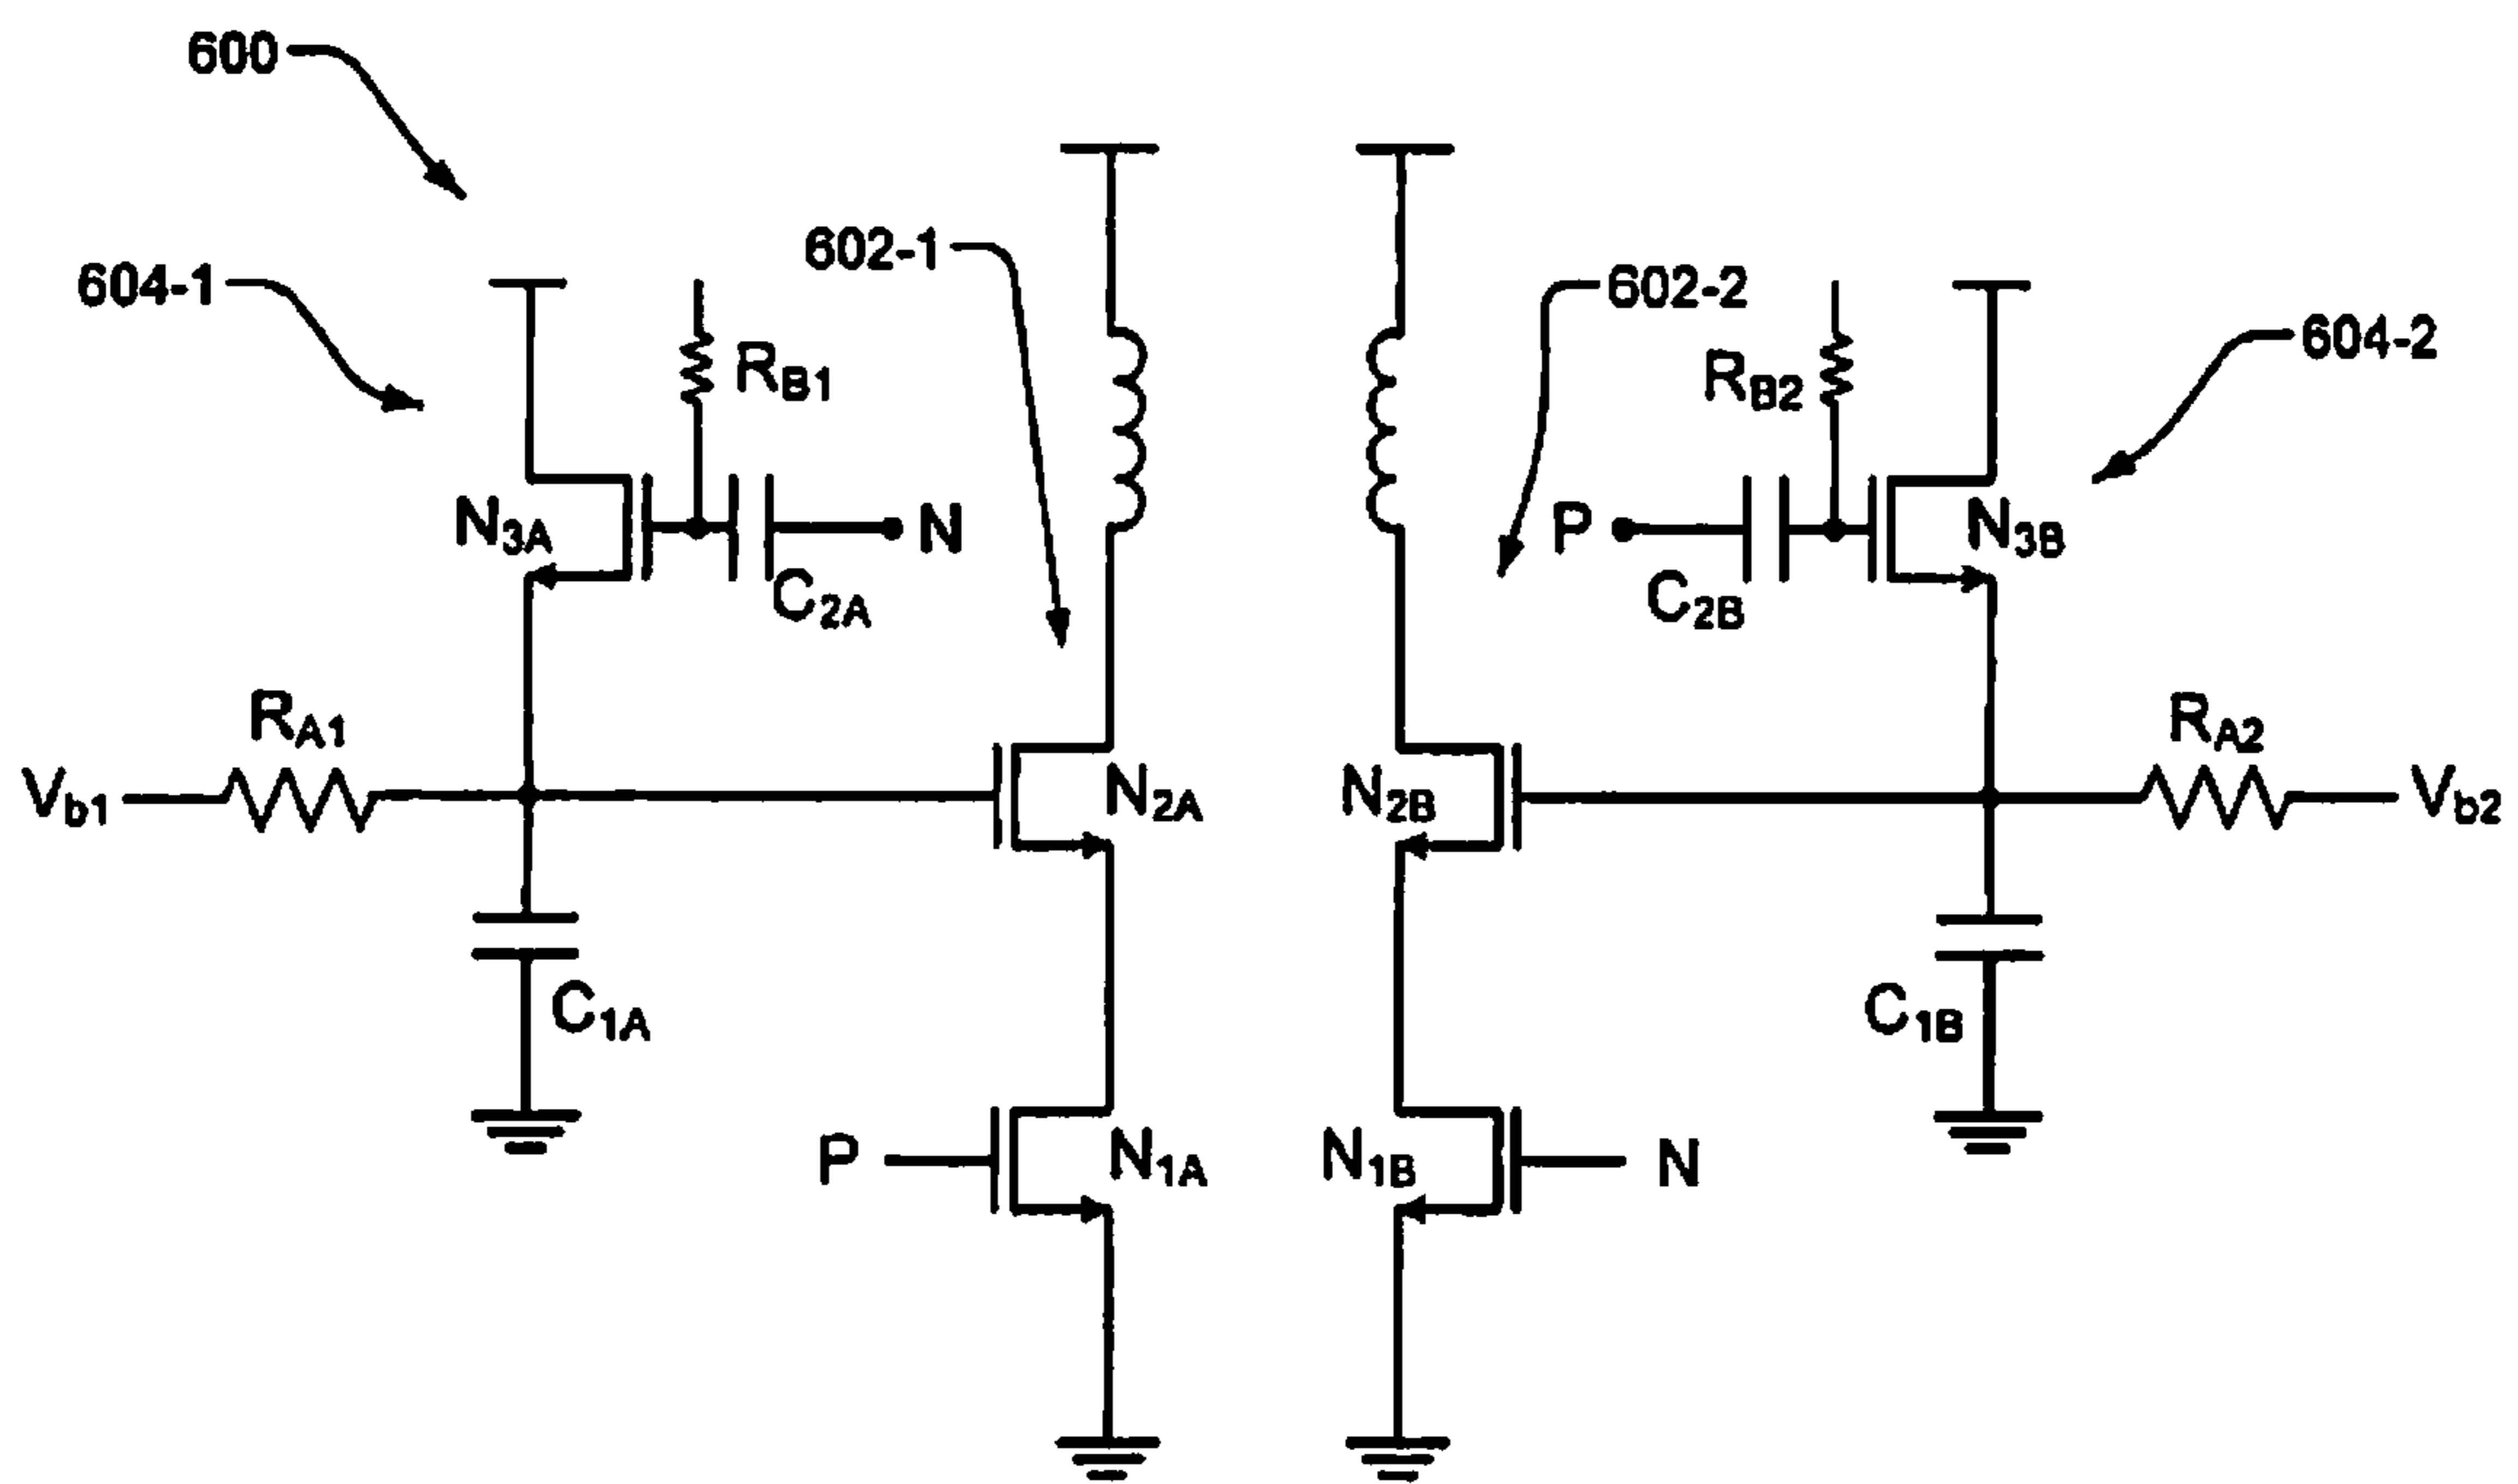 600
602-1
604-1
602-2
604-2
RB1
RB2
N3A
N
P
N3B
C2A
C2B
RA1
RA2
Vb1
N2A
N2B
Vb2
C1A
C1B
P
N1A
N1B
N